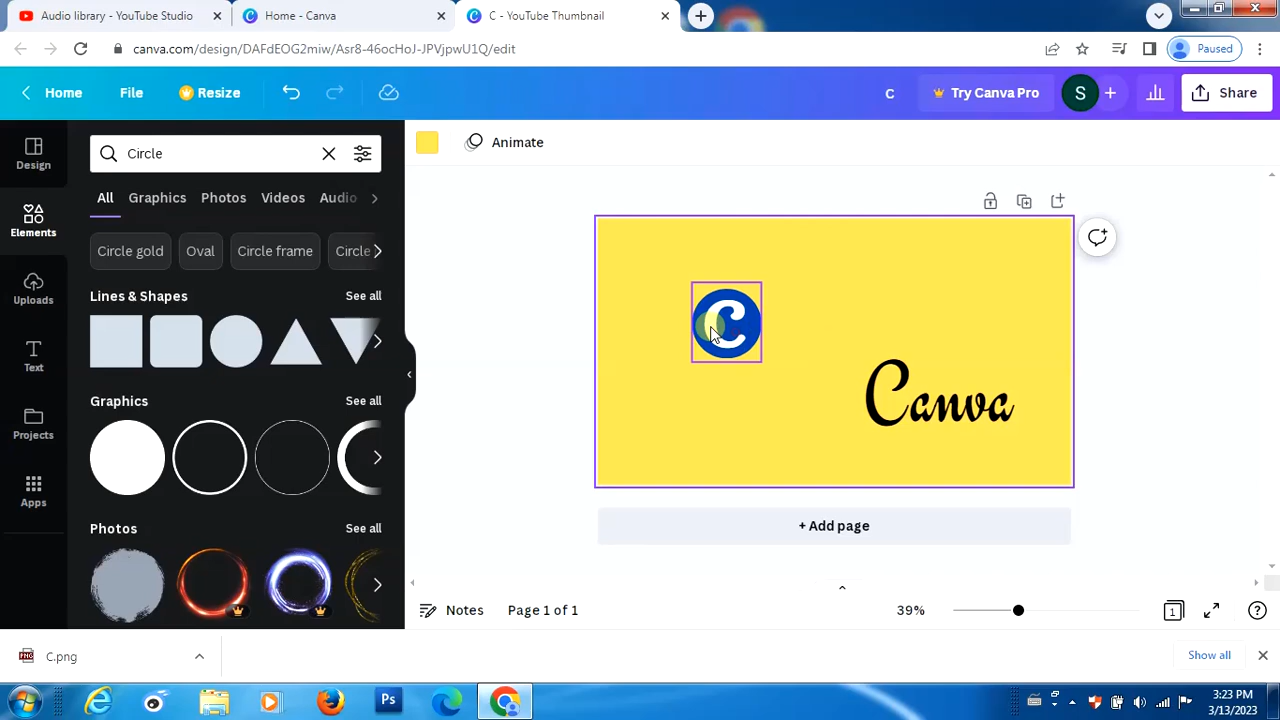 Audio library - YouTube Studio
Home - Canva
C - YouTube Thumbnail
canva.com/design/DAFdEOG2miw/Asr8-46ocHoJ-JPVjpwU1Q/edit
Paused
Home
File
Resize
C
Try Canva Pro
S
Share
Design
Elements
Uploads
Text
Projects
Apps
Circle
All
Graphics
Photos
Videos
Audio
Circle gold
Oval
Circle frame
Circle
Lines & Shapes
See all
Graphics
See all
Photos
See all
Animate
C
Canva
+ Add page
Notes
Page 1 of 1
39%
1
C.png
Show all
Ps
3:23 PM
3/13/2023